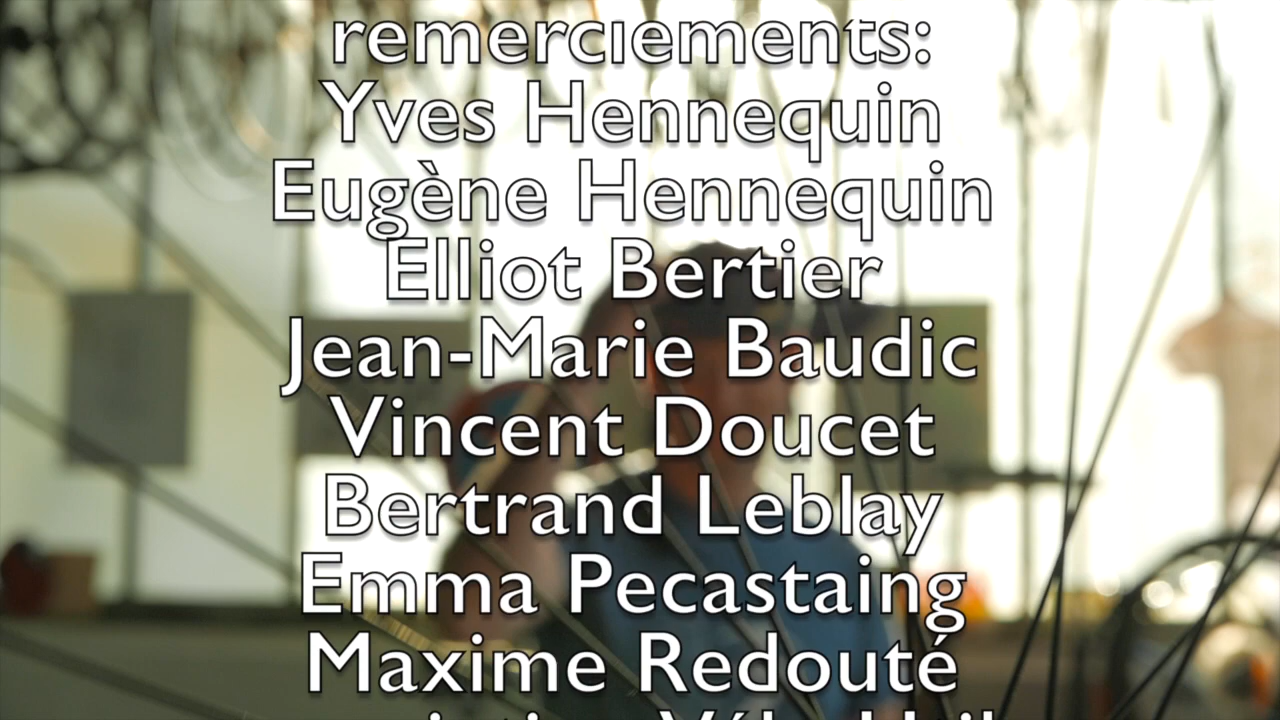 remerciements:
Yves Hennequin
Eugène Hennequin
Elliot Bertier
Jean-Marie Baudic
Vincent Doucet
Bertrand Leblay
Emma Pecastaing
Maxime Redouté